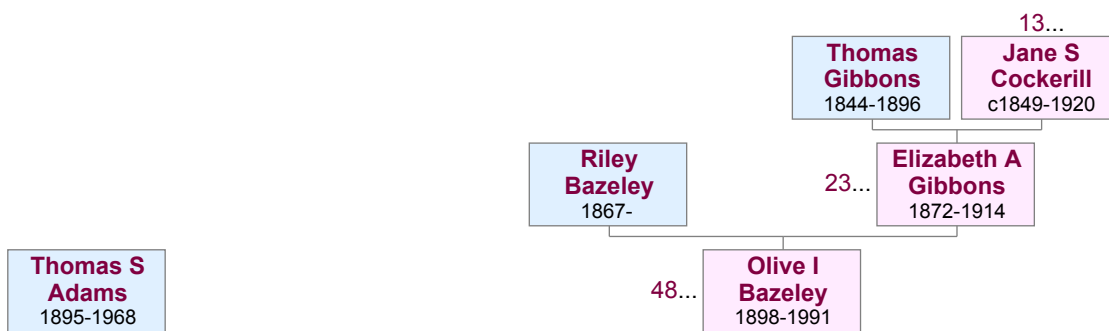 13...
Thomas
Gibbons
1844-1896
Jane S
Cockerill
c1849-1920
Riley
Bazeley
1867-
23...
Elizabeth A
Gibbons
1872-1914
Thomas S
Adams
1895-1968
48...
Olive I
Bazeley
1898-1991